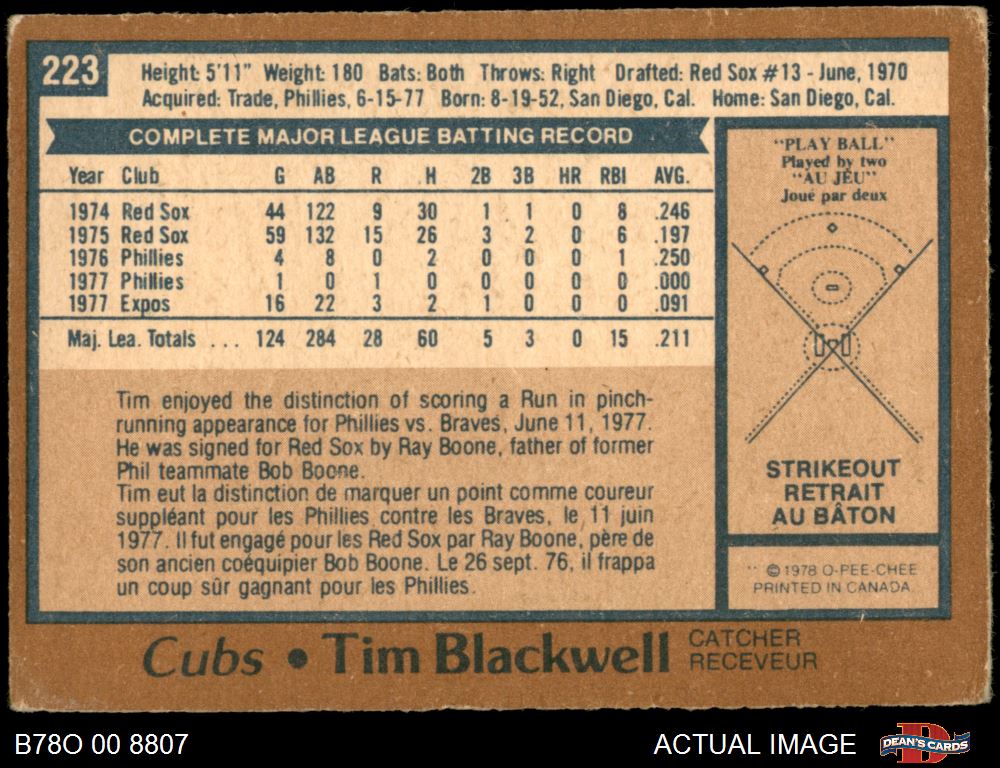 223
Height: 5'11" Weight: 180 Bats: Both Throws: Right Drafted: Red Sox #13 - June, 1970
Acquired: Trade, Phillies, 6-15-77 Born: 8-19-52, San Diego, Cal. Home: San Diego, Cal.
COMPLETE MAJOR LEAGUE BATTING RECORD
Year Club G AB R H 2B 3B HR RBI AVG.
1974 Red Sox 44 122 9 30 1 1 0 8 .246
1975 Red Sox 59 132 15 26 3 2 0 6 .197
1976 Phillies 4 8 0 2 0 0 0 1 .250
1977 Phillies 1 0 1 0 0 0 0 0 .000
1977 Expos 16 22 3 2 1 0 0 0 .091
Maj. Lea. Totals ... 124 284 28 60 5 3 0 15 .211
Tim enjoyed the distinction of scoring a Run in pinch-
running appearance for Phillies vs. Braves, June 11, 1977.
He was signed for Red Sox by Ray Boone, father of former
Phil teammate Bob Boone.
Tim eut la distinction de marquer un point comme coureur
suppléant pour les Phillies contre les Braves, le 11 juin
1977. Il fut engagé pour les Red Sox par Ray Boone, père de
son ancien coéquipier Bob Boone. Le 26 sept. 76, il frappa
un coup sûr gagnant pour les Phillies.
"PLAY BALL"
Played by two
"AU JEU"
Joué par deux
STRIKEOUT
RETRAIT
AU BÂTON
© 1978 O-PEE-CHEE
PRINTED IN CANADA
Cubs • Tim Blackwell
CATCHER
RECEVEUR
B78O 00 8807
ACTUAL IMAGE
DEAN'S CARDS